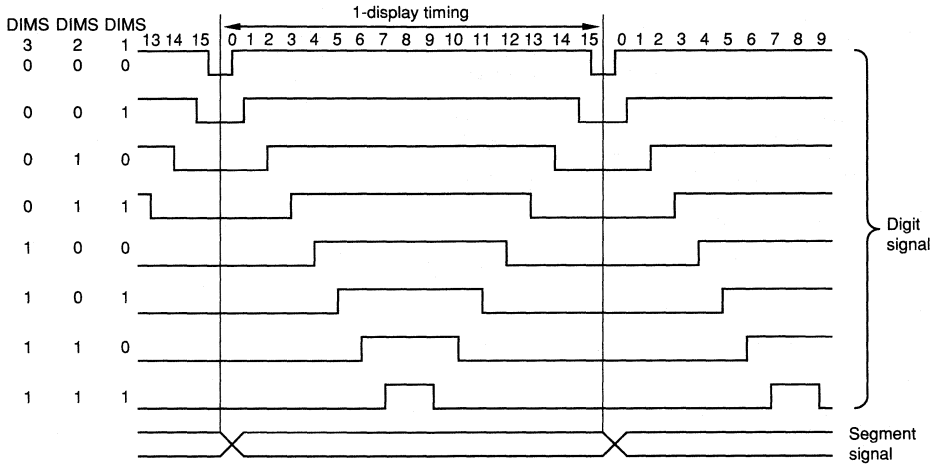 1-display timing
DIMS DIMS DIMS
3 2 1 13 14 15 0 1 2 3 4 5 6 7 8 9 10 11 12 13 14 15 0 1 2 3 4 5 6 7 8 9
0 0 0
0 0 1
0 1 0
0 1 1
1 0 0
1 0 1
1 1 0
1 1 1
Digit
signal
Segment
signal